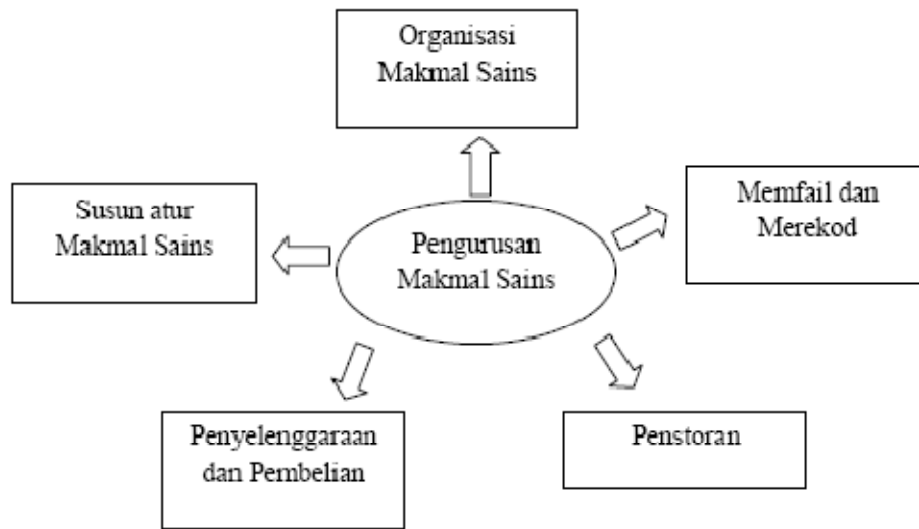 Organisasi
Makmal Sains
Susun atur
Makmal Sains
Pengurusan
Makmal Sains
Memfail dan
Merekod
Penyelenggaraan
dan Pembelian
Penstoran